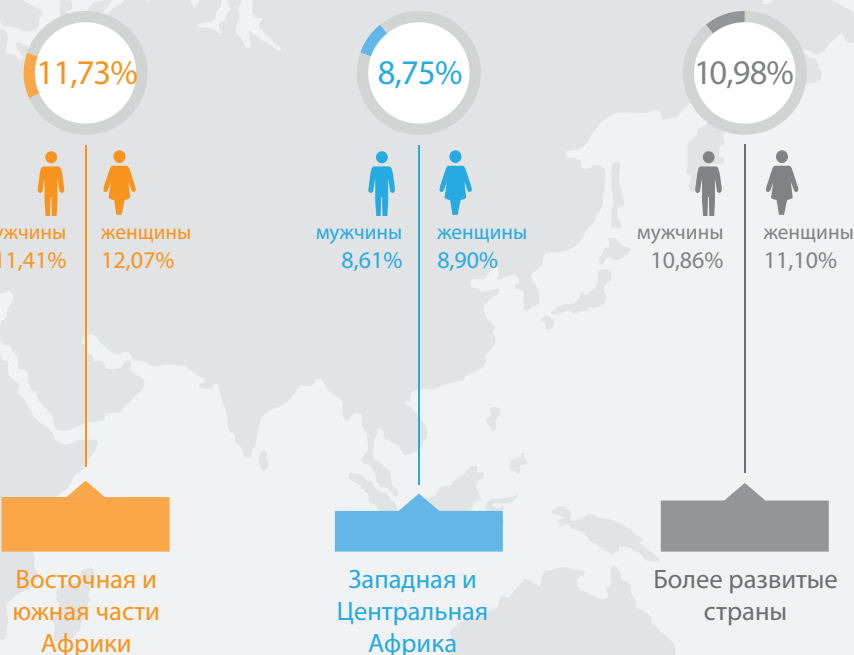 11,73%
8,75%
10,98%
женщины
12,07%
мужчины
8,61%
женщины
8,90%
мужчины
10,86%
женщины
11,10%
Восточная и
южная части
Африки
Западная и
Центральная
Африка
Более развитые
страны